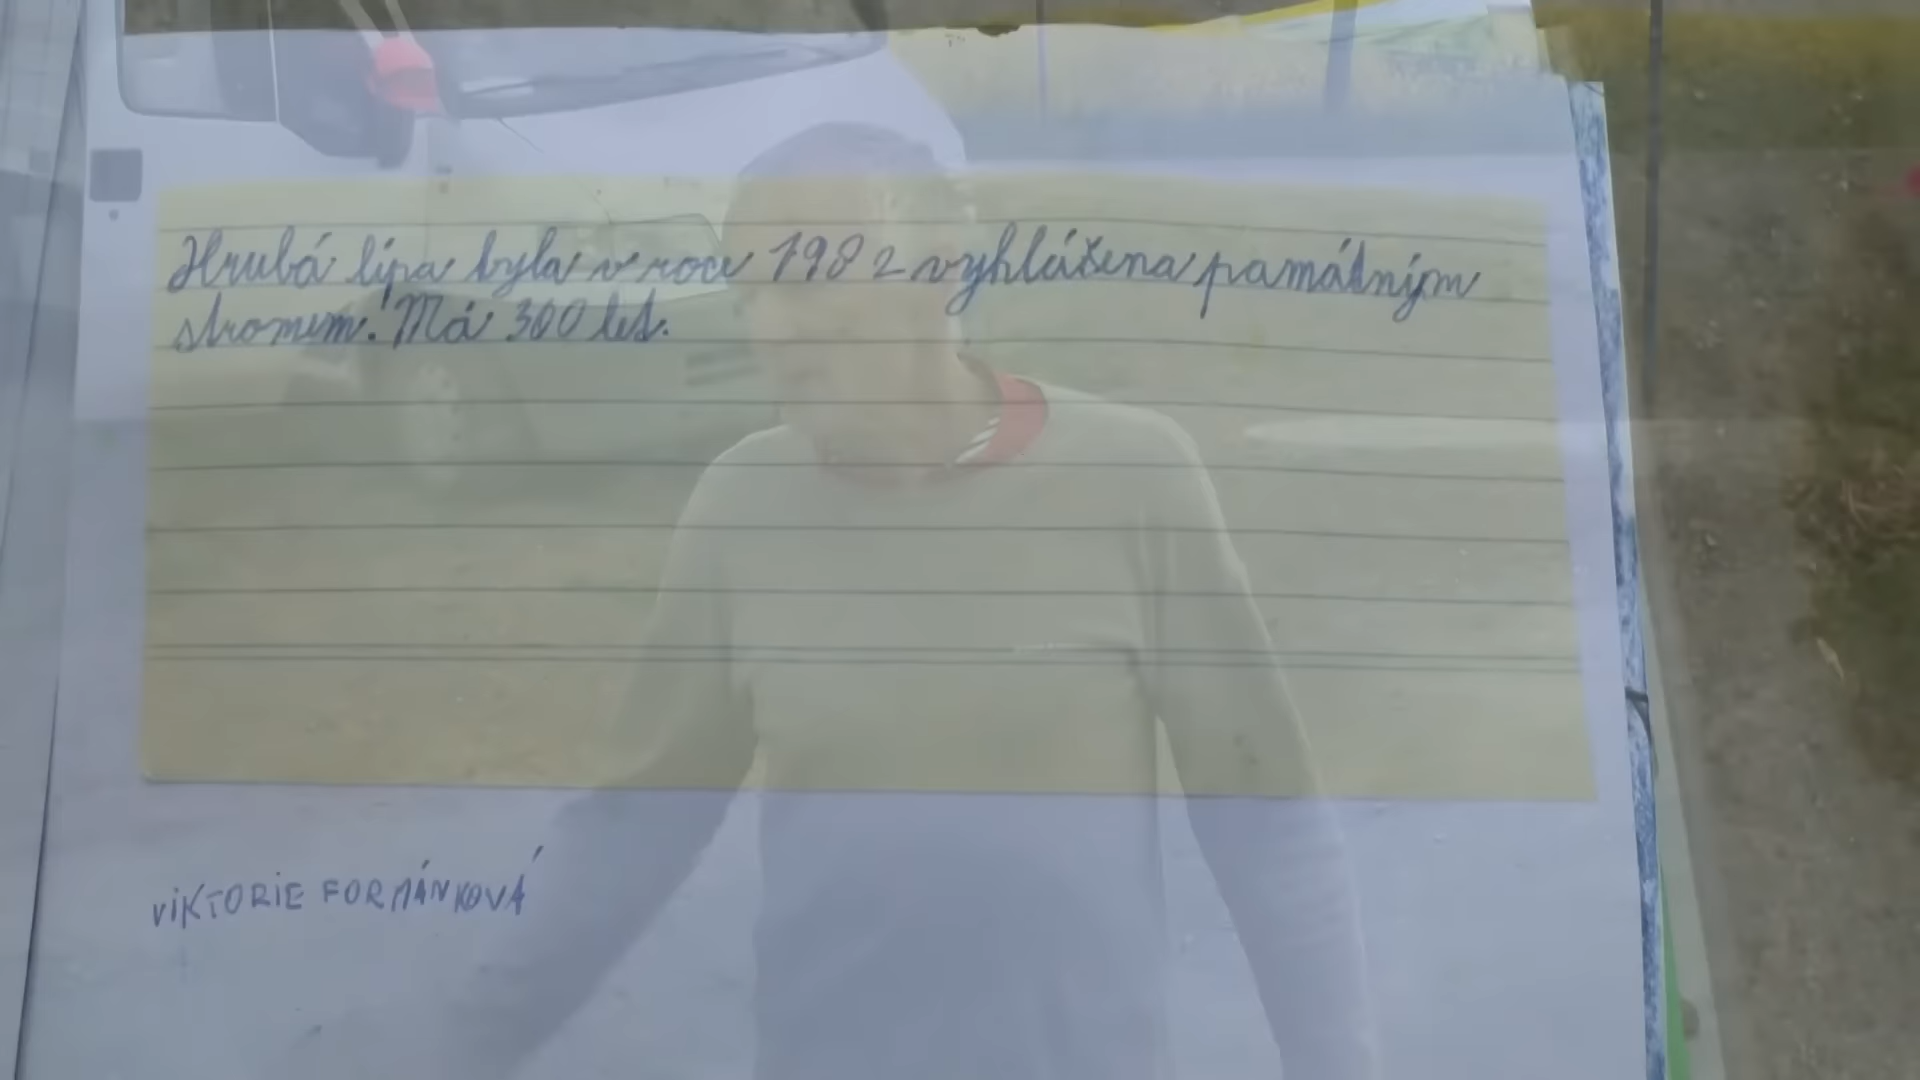 Hrubá lípa byla v roce 1982 vyhlášena památným
stromem. Má 300 let.
VIKTORIE FORMÁNKOVÁ